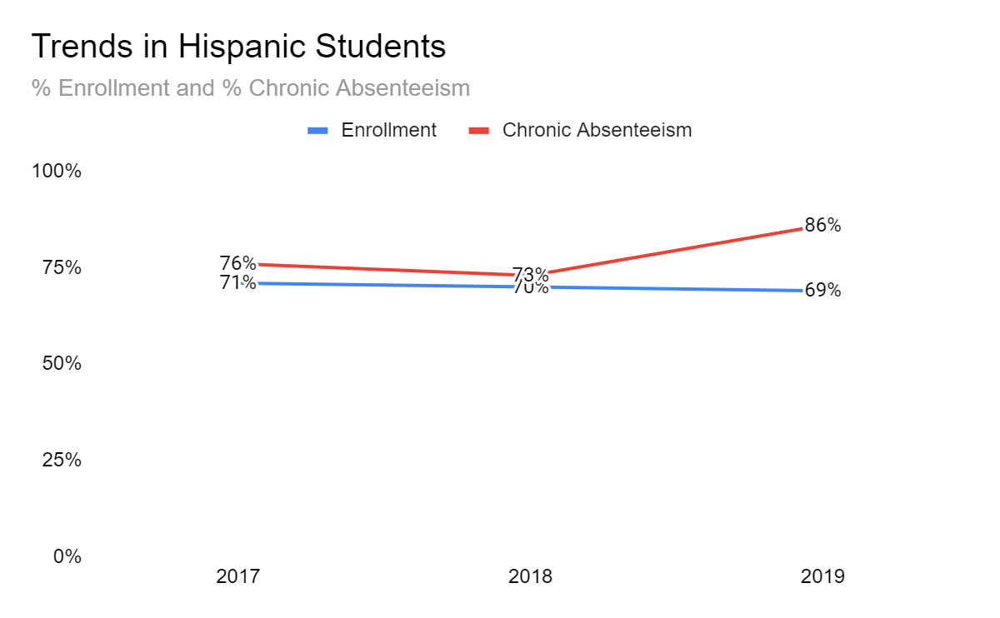 Trends in Hispanic Students
% Enrollment and % Chronic Absenteeism
Enrollment Chronic Absenteeism
100%
86%
76%
75%
73%
71%
70%
69%
50%
25%
0%
2017 2018 2019